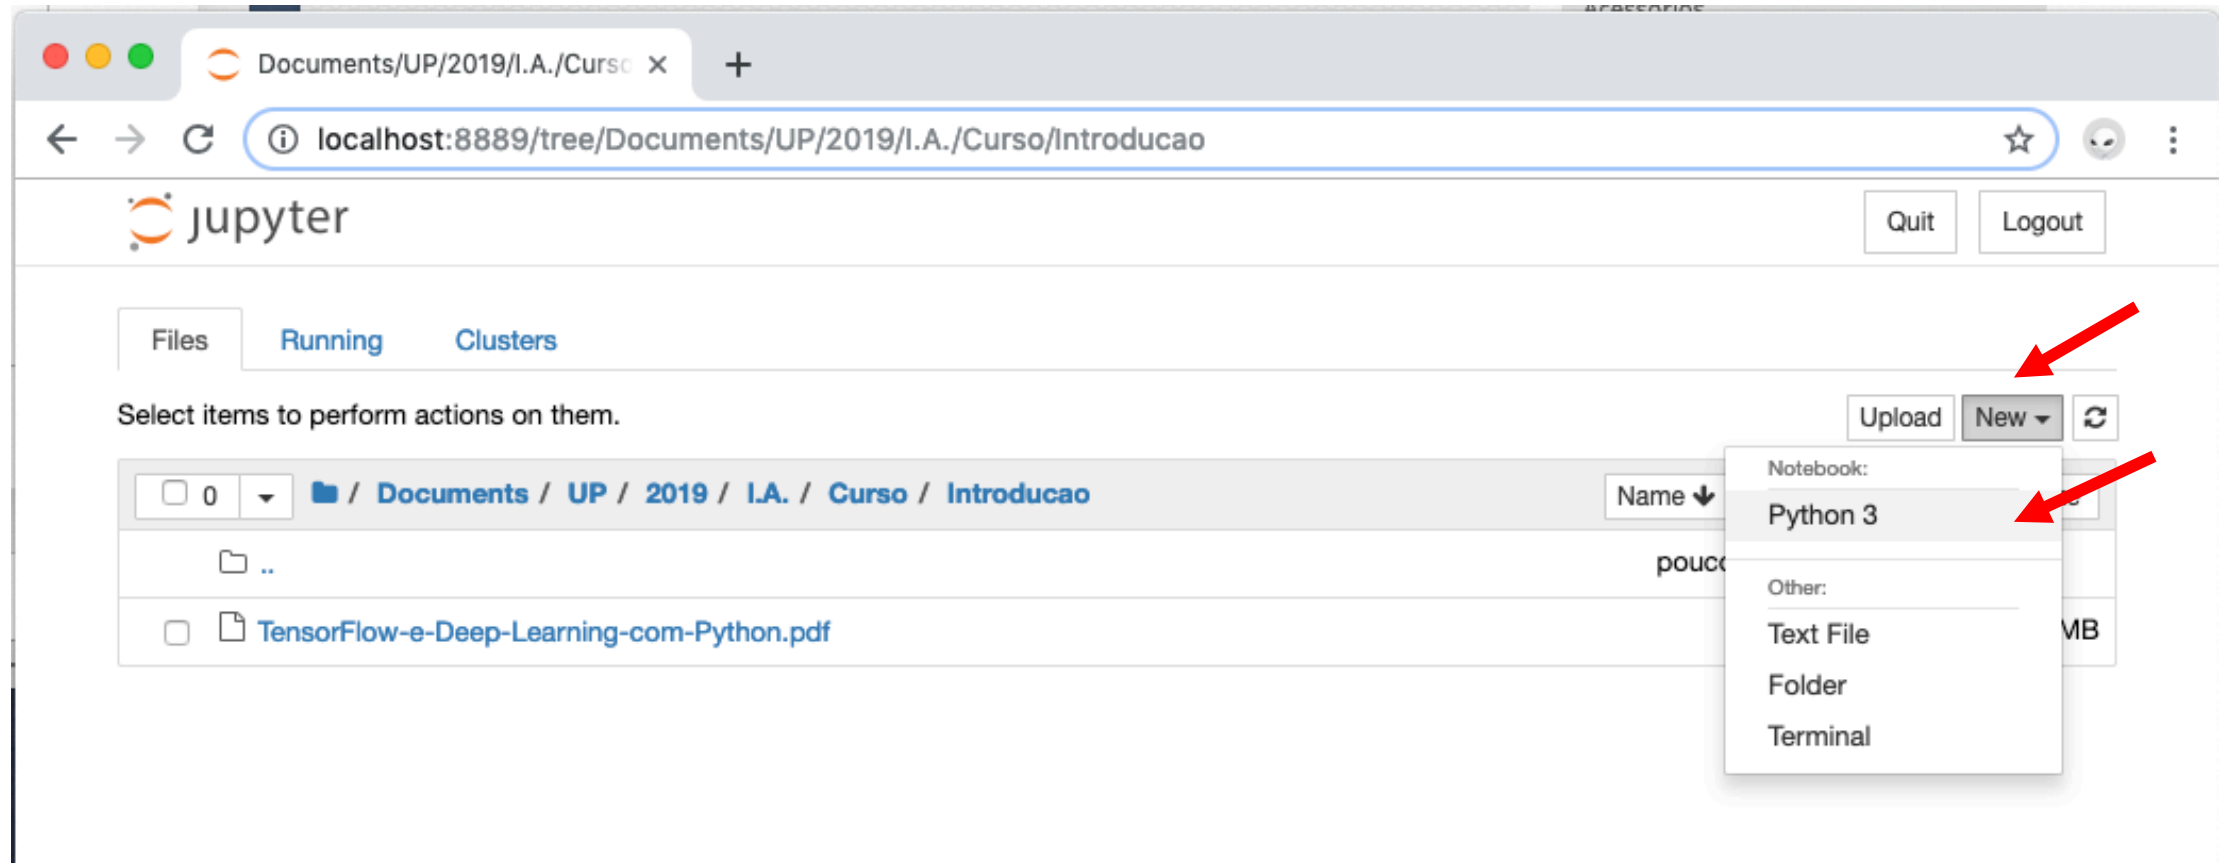 Acessorios
Documents/UP/2019/I.A./Curso
localhost:8889/tree/Documents/UP/2019/I.A./Curso/Introducao
jupyter
Quit Logout
Files Running Clusters
Select items to perform actions on them.
Upload New
0 / Documents / UP / 2019 / I.A. / Curso / Introducao
Name
Notebook:
Python 3
..
Other:
TensorFlow-e-Deep-Learning-com-Python.pdf
MB
Text File
Folder
Terminal